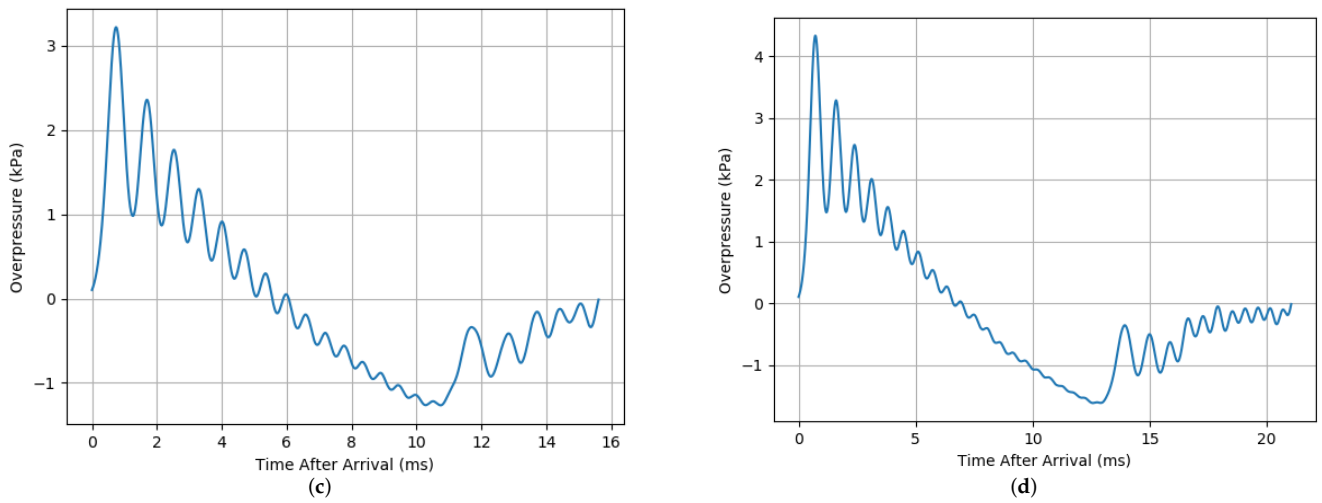 3
2
1
0
−1
Overpressure (kPa)
0 2 4 6 8 10 12 14 16
Time After Arrival (ms)
(c)
4
3
2
1
0
−1
Overpressure (kPa)
0 5 10 15 20
Time After Arrival (ms)
(d)